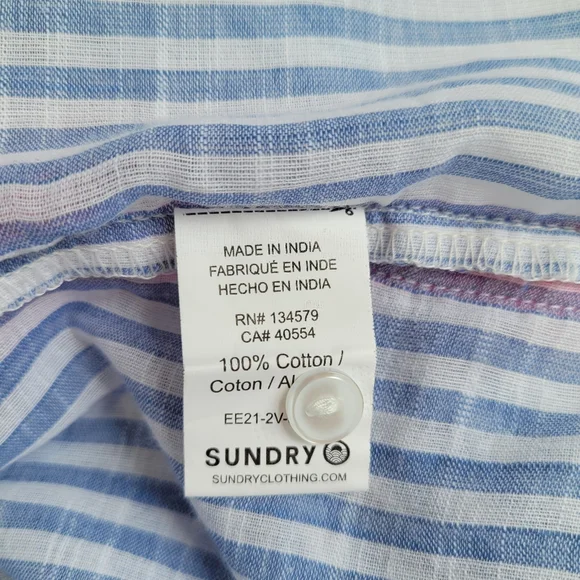 MADE IN INDIA
FABRIQUÉ EN INDE
HECHO EN INDIA
RN# 134579
CA# 40554
100% Cotton /
Coton /
EE21-2V-
SUNDRY
SUNDRYCLOTHING.COM